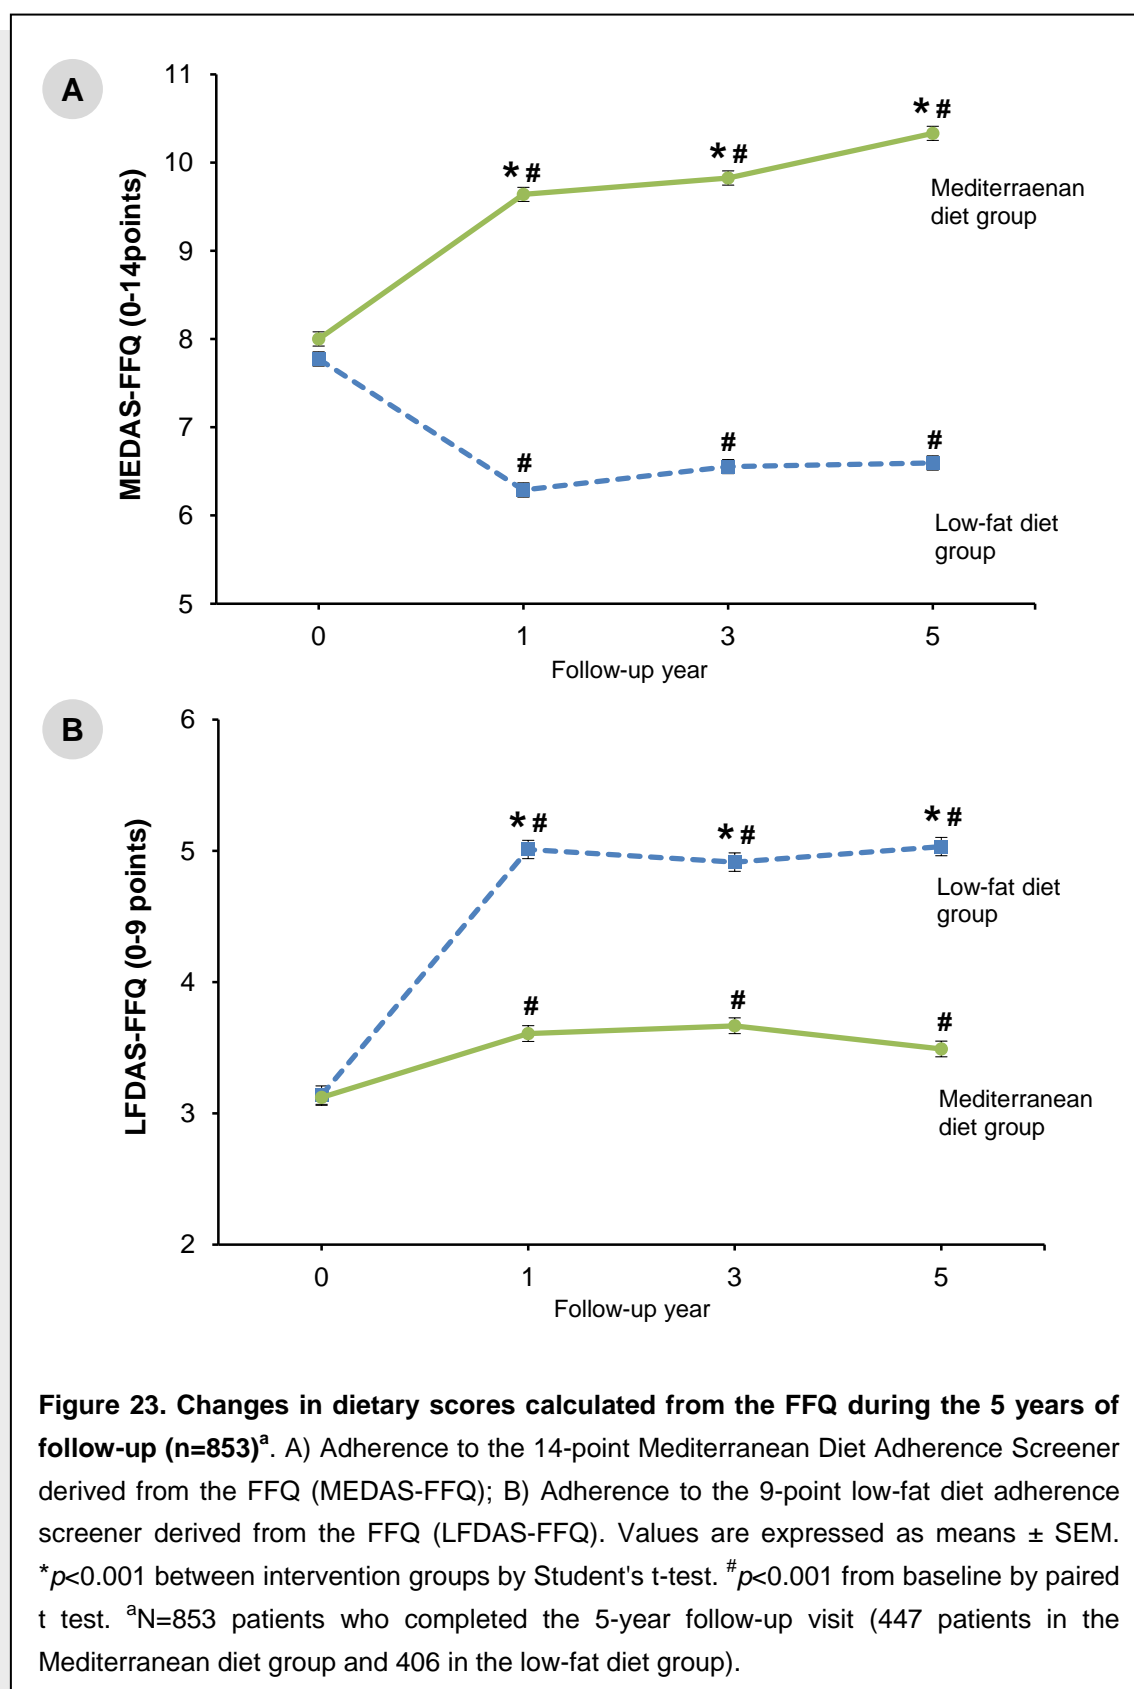 A
11
10
9
8
7
6
5
MEDAS-FFQ (0-14points)
* #
* #
* #
Mediterraenan
diet group
#
#
#
Low-fat diet
group
0 1 3 5
Follow-up year
B
6
5
4
3
2
LFDAS-FFQ (0-9 points)
* #
* #
* #
Low-fat diet
group
#
#
#
Mediterranean
diet group
0 1 3 5
Follow-up year
Figure 23. Changes in dietary scores calculated from the FFQ during the 5 years of
follow-up (n=853)ᵃ. A) Adherence to the 14-point Mediterranean Diet Adherence Screener
derived from the FFQ (MEDAS-FFQ); B) Adherence to the 9-point low-fat diet adherence
screener derived from the FFQ (LFDAS-FFQ). Values are expressed as means ± SEM.
*p<0.001 between intervention groups by Student's t-test. #p<0.001 from baseline by paired
t test. ᵃN=853 patients who completed the 5-year follow-up visit (447 patients in the
Mediterranean diet group and 406 in the low-fat diet group).